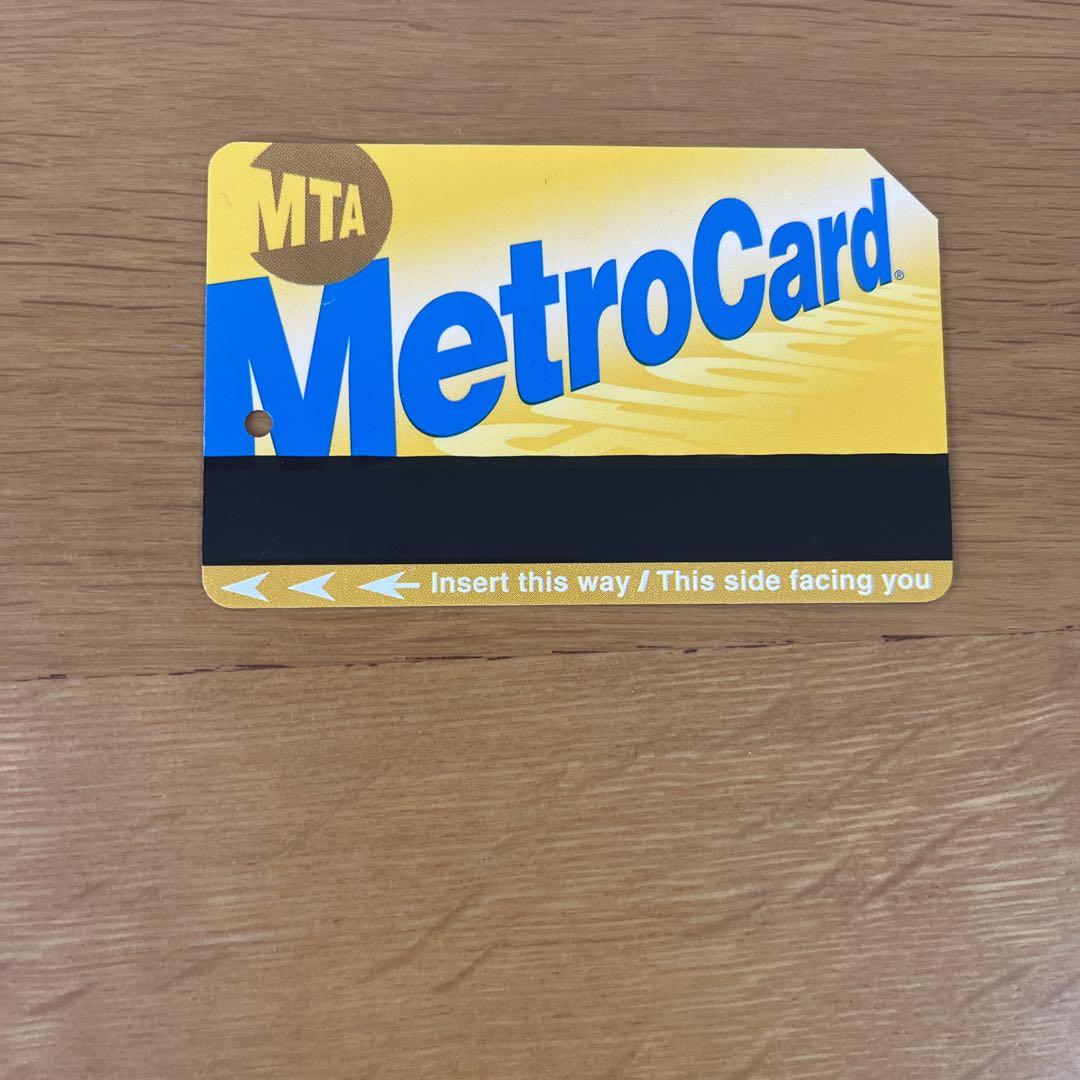 MTA
MetroCard®
Insert this way / This side facing you